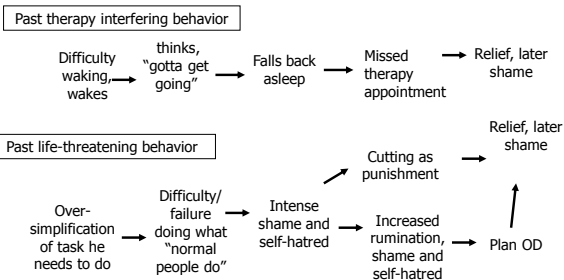 Past therapy interfering behavior
Difficulty
waking,
wakes
thinks,
“gotta get
going”
Falls back
asleep
Missed
therapy
appointment
Relief, later
shame
Past life-threatening behavior
Over-
simplification
of task he
needs to do
Difficulty/
failure
doing what
“normal
people do”
Intense
shame and
self-hatred
Cutting as
punishment
Relief, later
shame
Increased
rumination,
shame and
self-hatred
Plan OD